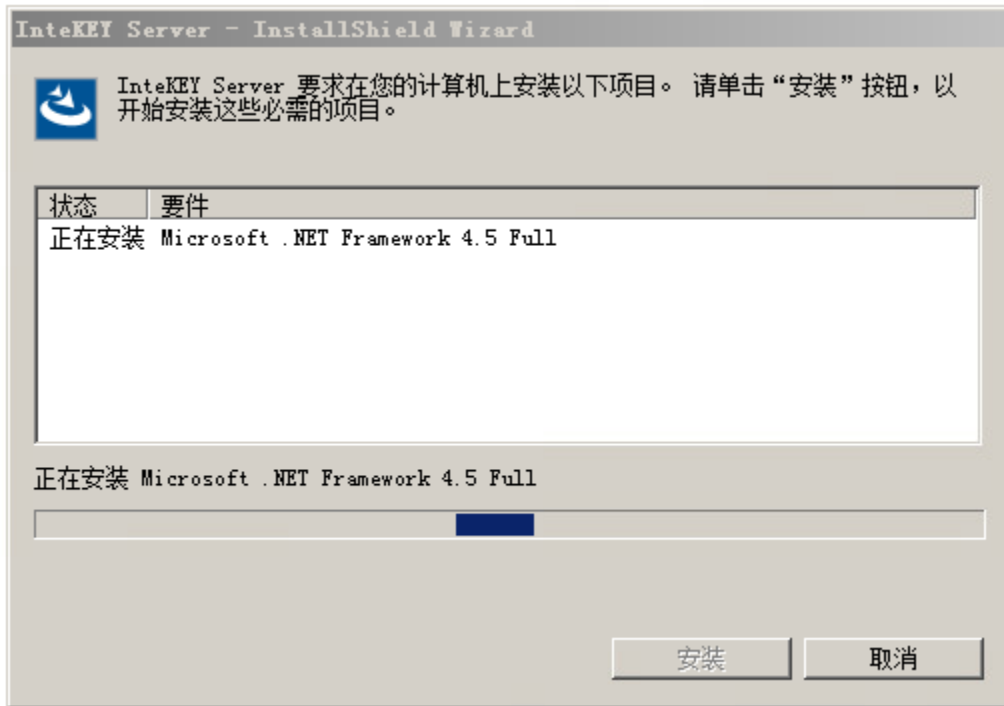 InteKEY Server - InstallShield Wizard
InteKEY Server 要求在您的计算机上安装以下项目。 请单击“安装”按钮，以
开始安装这些必需的项目。
状态 要件
正在安装 Microsoft .NET Framework 4.5 Full
正在安装 Microsoft .NET Framework 4.5 Full
安装 取消